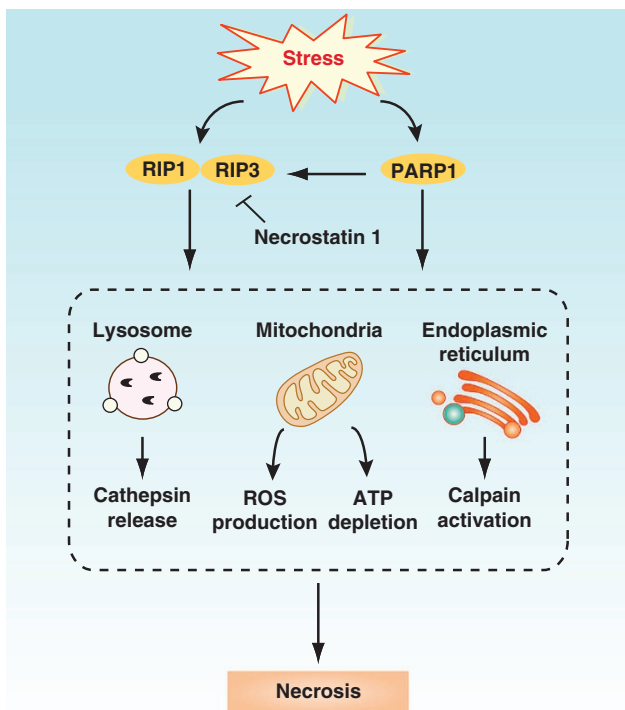 Stress
RIP1 RIP3 PARP1
Necrostatin 1
Lysosome Mitochondria Endoplasmic
reticulum
Cathepsin ROS ATP Calpain
release production depletion activation
Necrosis